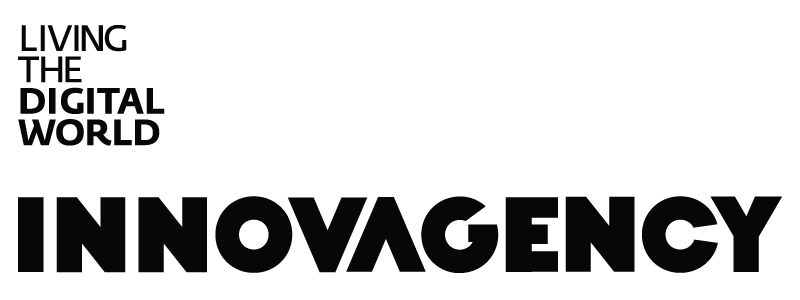 LIVING
THE
DIGITAL
WORLD
INNOVAGENCY